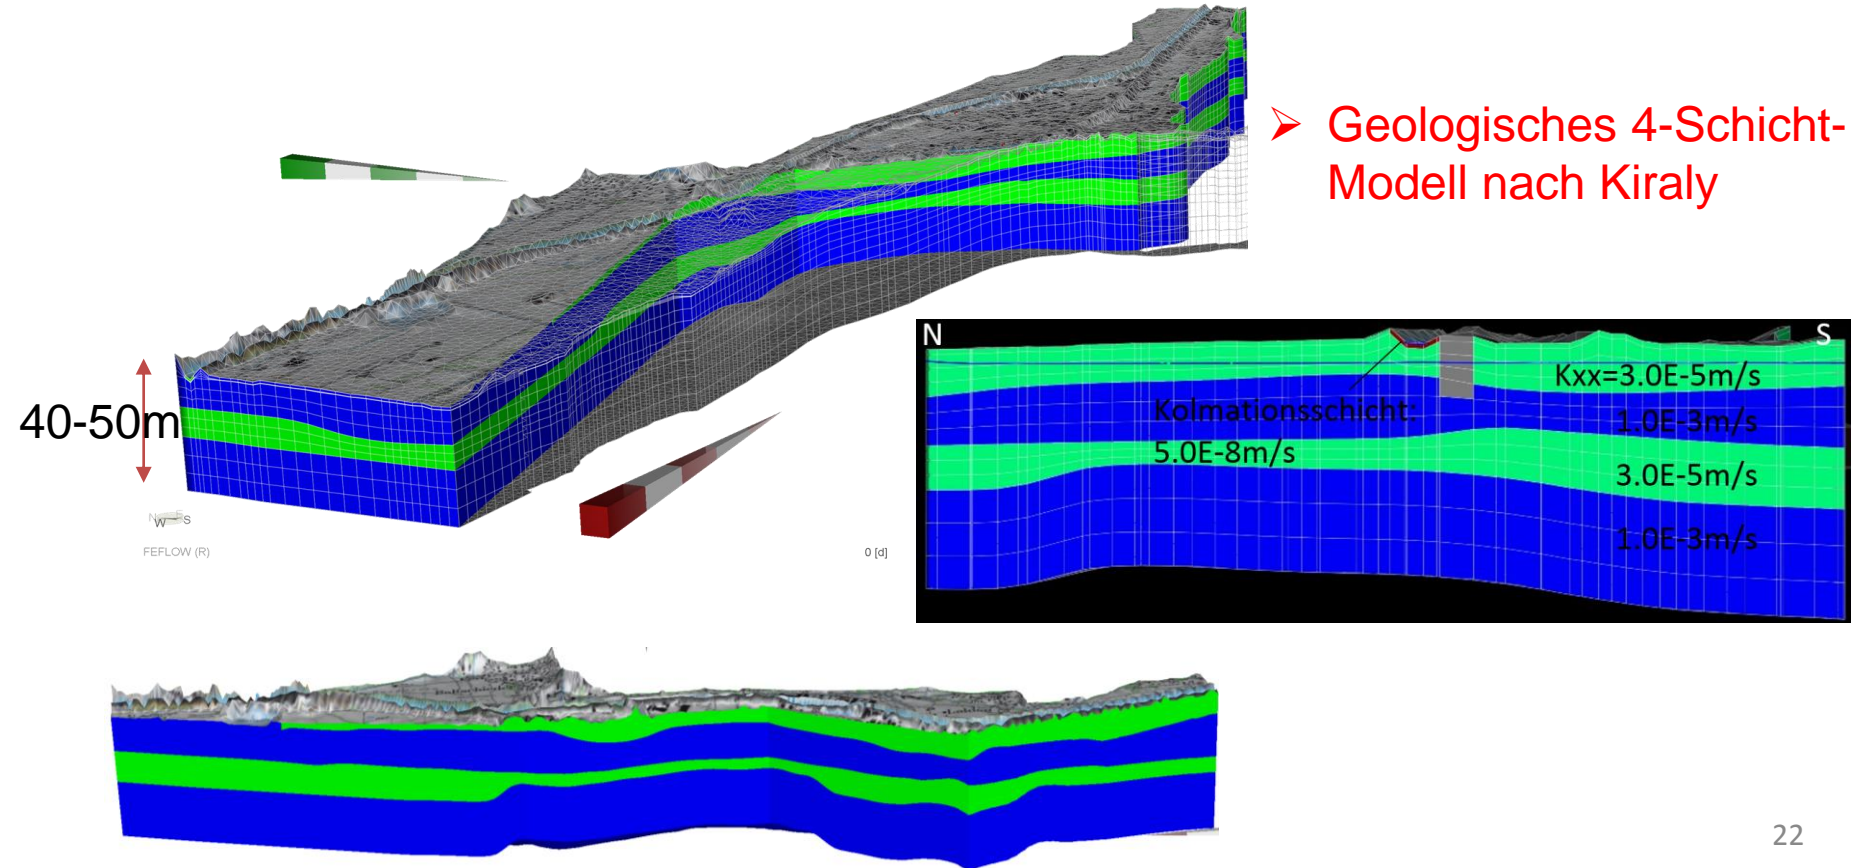 ➢ Geologisches 4-Schicht-
Modell nach Kiraly
40-50m
N
S
W S
FEFLOW (R)
0 [d]
N
S
Kxx=3.0E-5m/s
Kolmationsschicht:
5.0E-8m/s
1.0E-3m/s
3.0E-5m/s
1.0E-3m/s
22